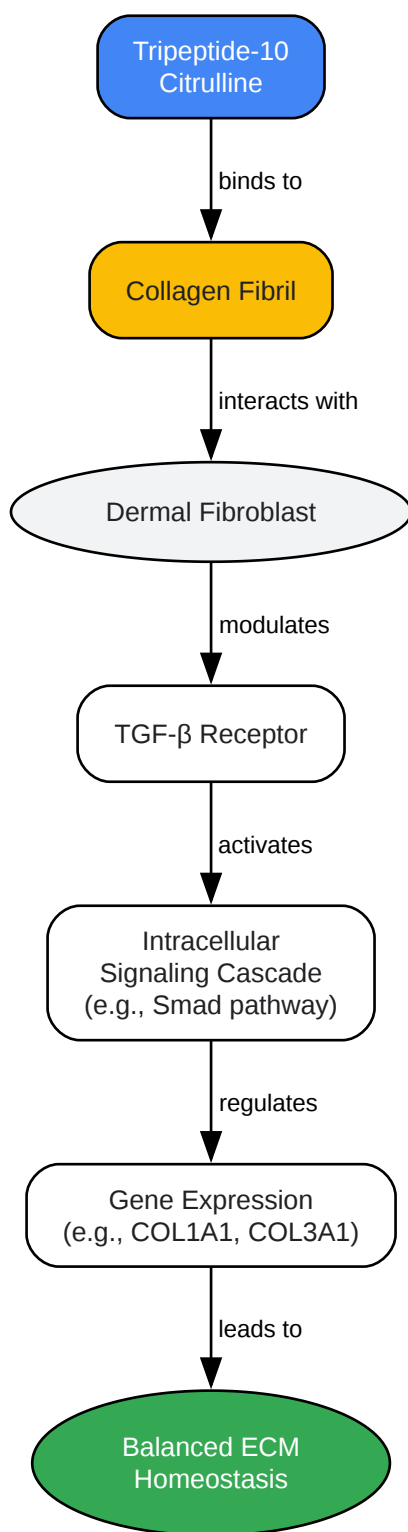 Tripeptide-10
Citrulline
binds to
Collagen Fibril
interacts with
Dermal Fibroblast
modulates
TGF-β Receptor
activates
Intracellular
Signaling Cascade
(e.g., Smad pathway)
regulates
Gene Expression
(e.g., COL1A1, COL3A1)
leads to
Balanced ECM
Homeostasis